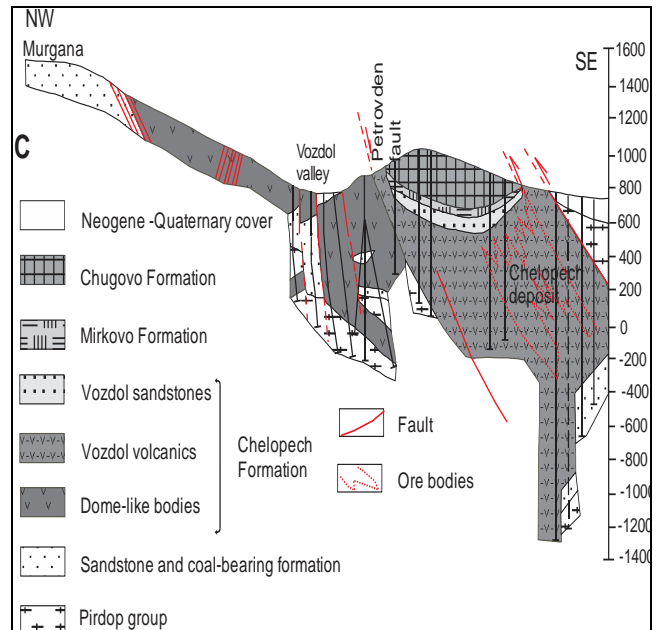 NW
Murgana
SE
C
Vozdol
valley
Petrovden
fault
Chelopech
deposit
1600
1400
1200
1000
800
600
400
200
0
-200
-400
-600
-800
-1000
-1200
-1400
Neogene -Quaternary cover
Chugovo Formation
Mirkovo Formation
Vozdol sandstones
Vozdol volcanics
Dome-like bodies
Chelopech
Formation
Sandstone and coal-bearing formation
Pirdop group
Fault
Ore bodies